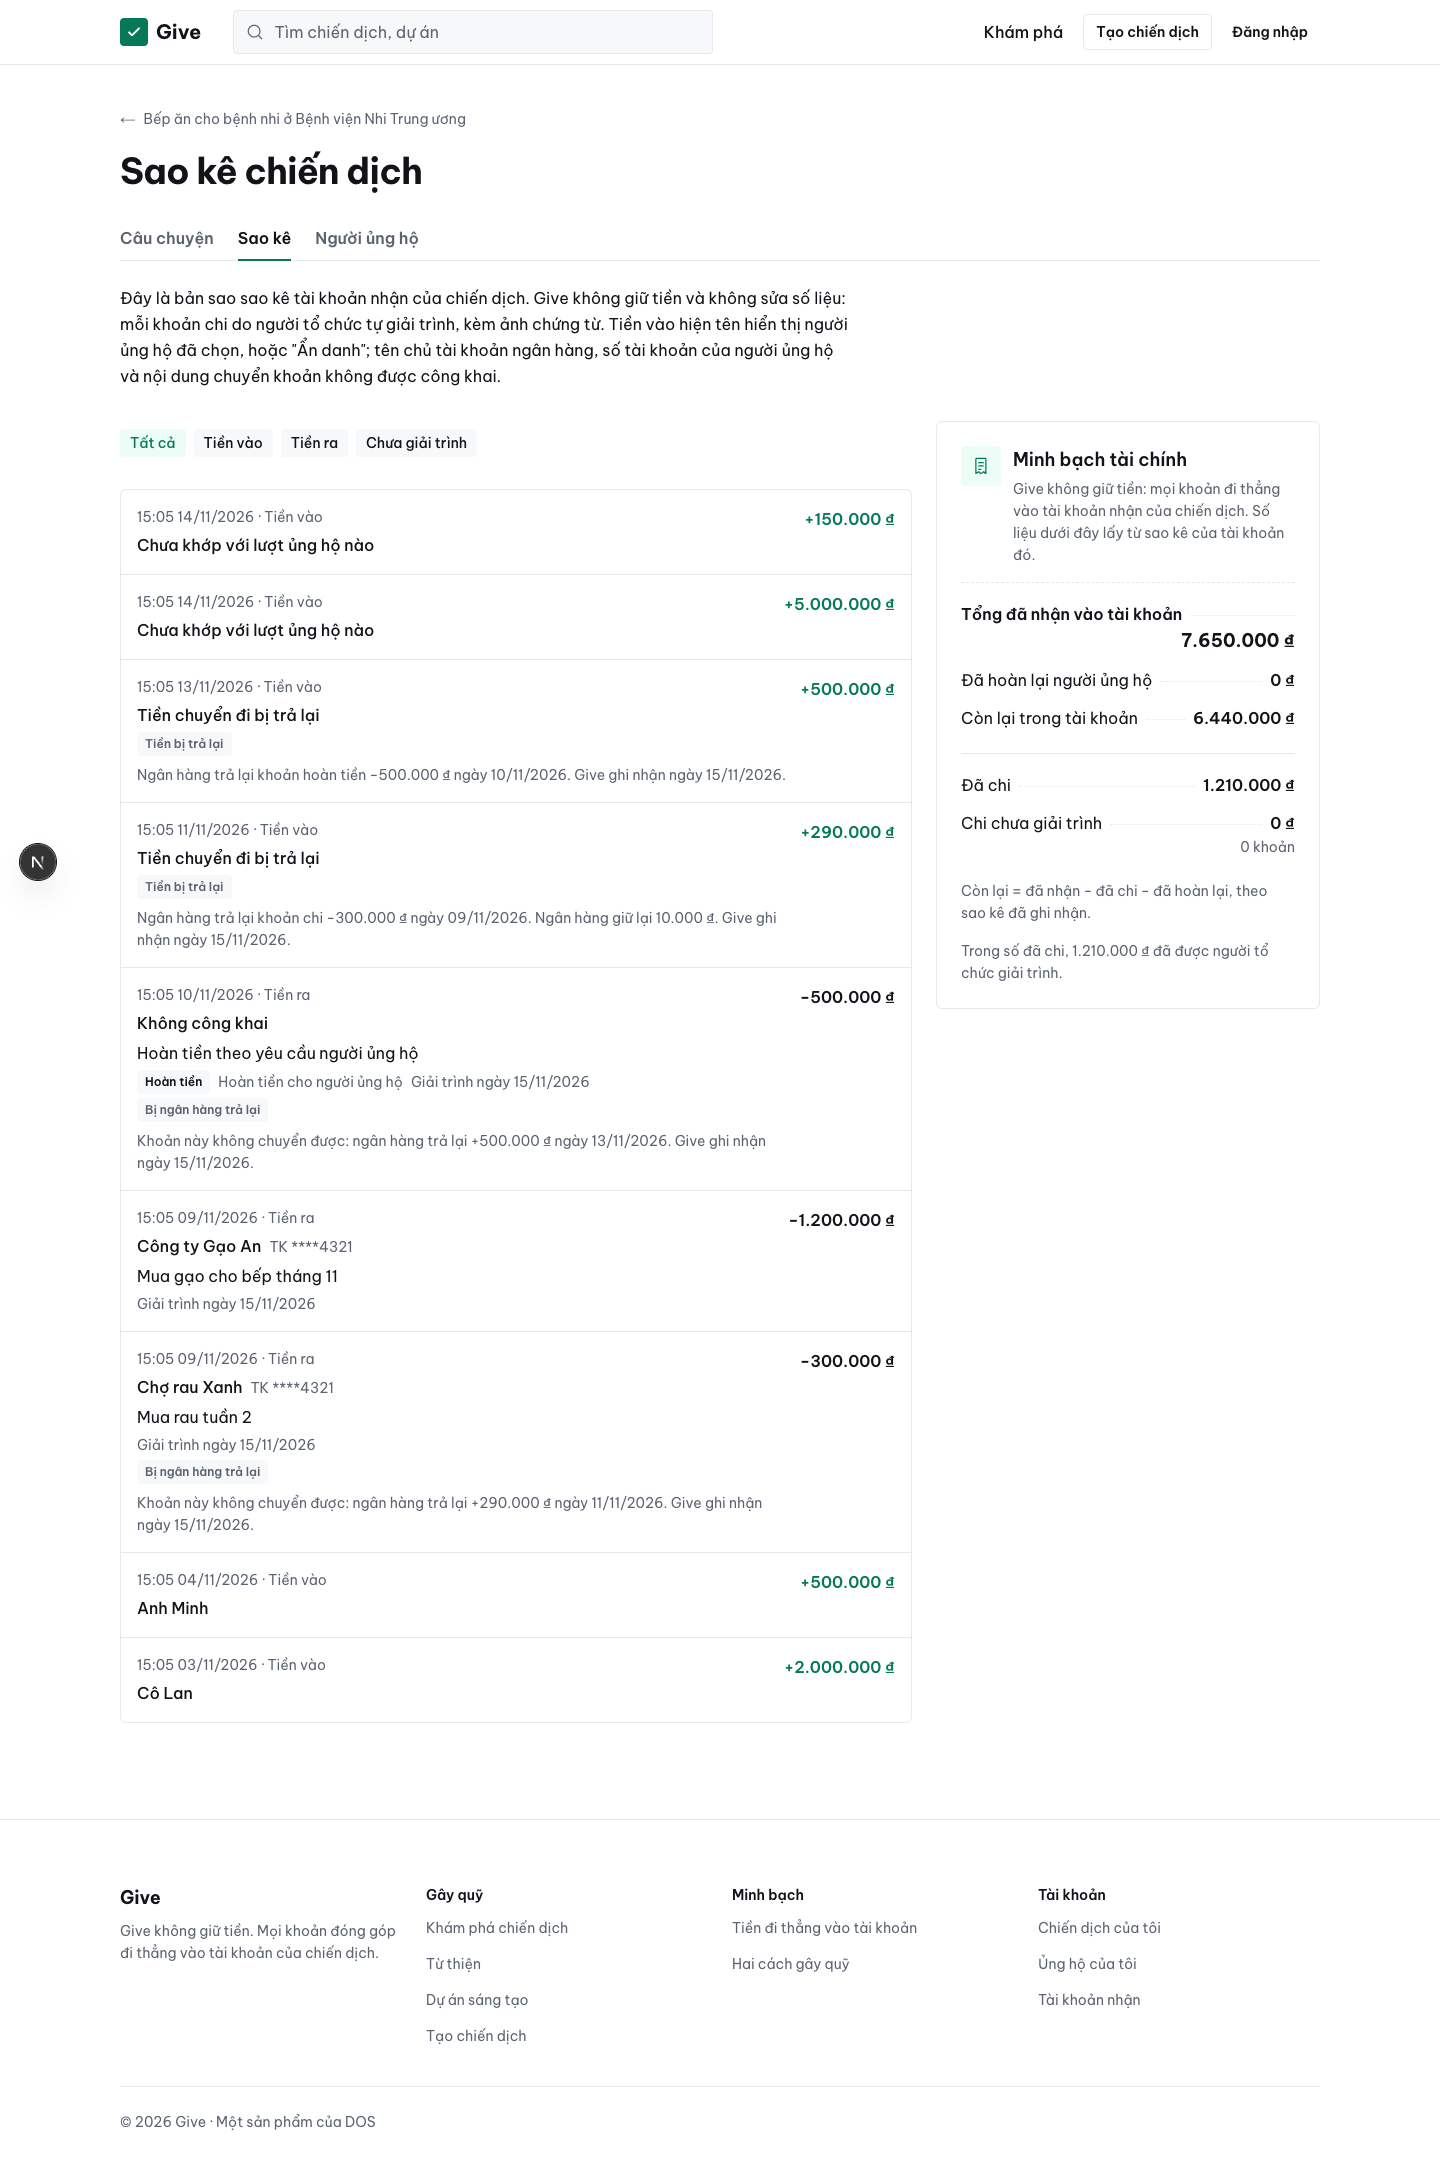 Give
Tìm chiến dịch, dự án
Khám phá
Tạo chiến dịch
Đăng nhập
← Bếp ăn cho bệnh nhi ở Bệnh viện Nhi Trung ương
Sao kê chiến dịch
Câu chuyện
Sao kê
Người ủng hộ
Đây là bản sao sao kê tài khoản nhận của chiến dịch. Give không giữ tiền và không sửa số liệu:
mỗi khoản chi do người tổ chức tự giải trình, kèm ảnh chứng từ. Tiền vào hiện tên hiển thị người
ủng hộ đã chọn, hoặc "Ẩn danh"; tên chủ tài khoản ngân hàng, số tài khoản của người ủng hộ
và nội dung chuyển khoản không được công khai.
Tất cả
Tiền vào
Tiền ra
Chưa giải trình
15:05 14/11/2026 · Tiền vào
+150.000 ₫
Chưa khớp với lượt ủng hộ nào
15:05 14/11/2026 · Tiền vào
+5.000.000 ₫
Chưa khớp với lượt ủng hộ nào
15:05 13/11/2026 · Tiền vào
+500.000 ₫
Tiền chuyển đi bị trả lại
Tiền bị trả lại
Ngân hàng trả lại khoản hoàn tiền -500.000 ₫ ngày 10/11/2026. Give ghi nhận ngày 15/11/2026.
15:05 11/11/2026 · Tiền vào
+290.000 ₫
Tiền chuyển đi bị trả lại
Tiền bị trả lại
Ngân hàng trả lại khoản chi -300.000 ₫ ngày 09/11/2026. Ngân hàng giữ lại 10.000 ₫. Give ghi
nhận ngày 15/11/2026.
15:05 10/11/2026 · Tiền ra
-500.000 ₫
Không công khai
Hoàn tiền theo yêu cầu người ủng hộ
Hoàn tiền Hoàn tiền cho người ủng hộ Giải trình ngày 15/11/2026
Bị ngân hàng trả lại
Khoản này không chuyển được: ngân hàng trả lại +500.000 ₫ ngày 13/11/2026. Give ghi nhận
ngày 15/11/2026.
15:05 09/11/2026 · Tiền ra
-1.200.000 ₫
Công ty Gạo An TK ****4321
Mua gạo cho bếp tháng 11
Giải trình ngày 15/11/2026
15:05 09/11/2026 · Tiền ra
-300.000 ₫
Chợ rau Xanh TK ****4321
Mua rau tuần 2
Giải trình ngày 15/11/2026
Bị ngân hàng trả lại
Khoản này không chuyển được: ngân hàng trả lại +290.000 ₫ ngày 11/11/2026. Give ghi nhận
ngày 15/11/2026.
15:05 04/11/2026 · Tiền vào
+500.000 ₫
Anh Minh
15:05 03/11/2026 · Tiền vào
+2.000.000 ₫
Cô Lan
Minh bạch tài chính
Give không giữ tiền: mọi khoản đi thẳng
vào tài khoản nhận của chiến dịch. Số
liệu dưới đây lấy từ sao kê của tài khoản
đó.
Tổng đã nhận vào tài khoản
7.650.000 ₫
Đã hoàn lại người ủng hộ 0 ₫
Còn lại trong tài khoản 6.440.000 ₫
Đã chi 1.210.000 ₫
Chi chưa giải trình 0 ₫
0 khoản
Còn lại = đã nhận - đã chi - đã hoàn lại, theo
sao kê đã ghi nhận.
Trong số đã chi, 1.210.000 ₫ đã được người tổ
chức giải trình.
N
Give
Give không giữ tiền. Mọi khoản đóng góp
đi thẳng vào tài khoản của chiến dịch.
Gây quỹ
Khám phá chiến dịch
Từ thiện
Dự án sáng tạo
Tạo chiến dịch
Minh bạch
Tiền đi thẳng vào tài khoản
Hai cách gây quỹ
Tài khoản
Chiến dịch của tôi
Ủng hộ của tôi
Tài khoản nhận
© 2026 Give · Một sản phẩm của DOS